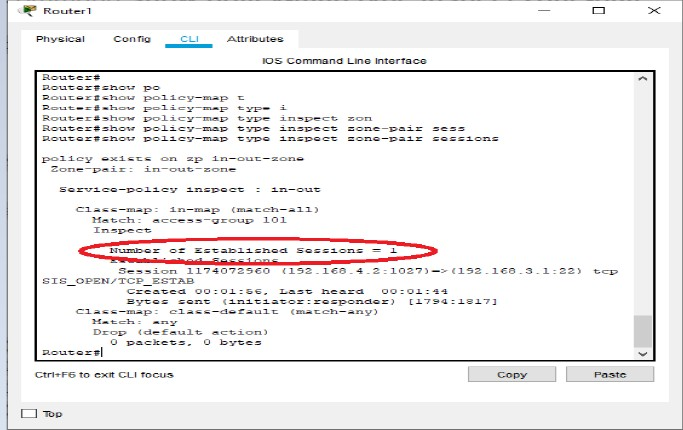 Router1
Physical Config CLI Attributes
IOS Command Line Interface
Router#
Router#show po
Router#show policy-map t
Router#show policy-map type i
Router#show policy-map type inspect zon
Router#show policy-map type inspect zone-pair sess
Router#show policy-map type inspect zone-pair sessions
policy exists on zp in-out-zone
Zone-pair: in-out-zone
Service-policy inspect : in-out
Class-map: in-map (match-all)
Match: access-group 101
Inspect
Number of Established Sessions = 1
Established Sessions
Session 1174072960 (192.168.4.2:1027)=>(192.168.3.1:22) tcp
SIS_OPEN/TCP_ESTAB
Created 00:01:56, Last heard 00:01:44
Bytes sent (initiator:responder) [1794:1817]
Class-map: class-default (match-any)
Match: any
Drop (default action)
0 packets, 0 bytes
Router#
Ctrl+F6 to exit CLI focus
Copy Paste
Top